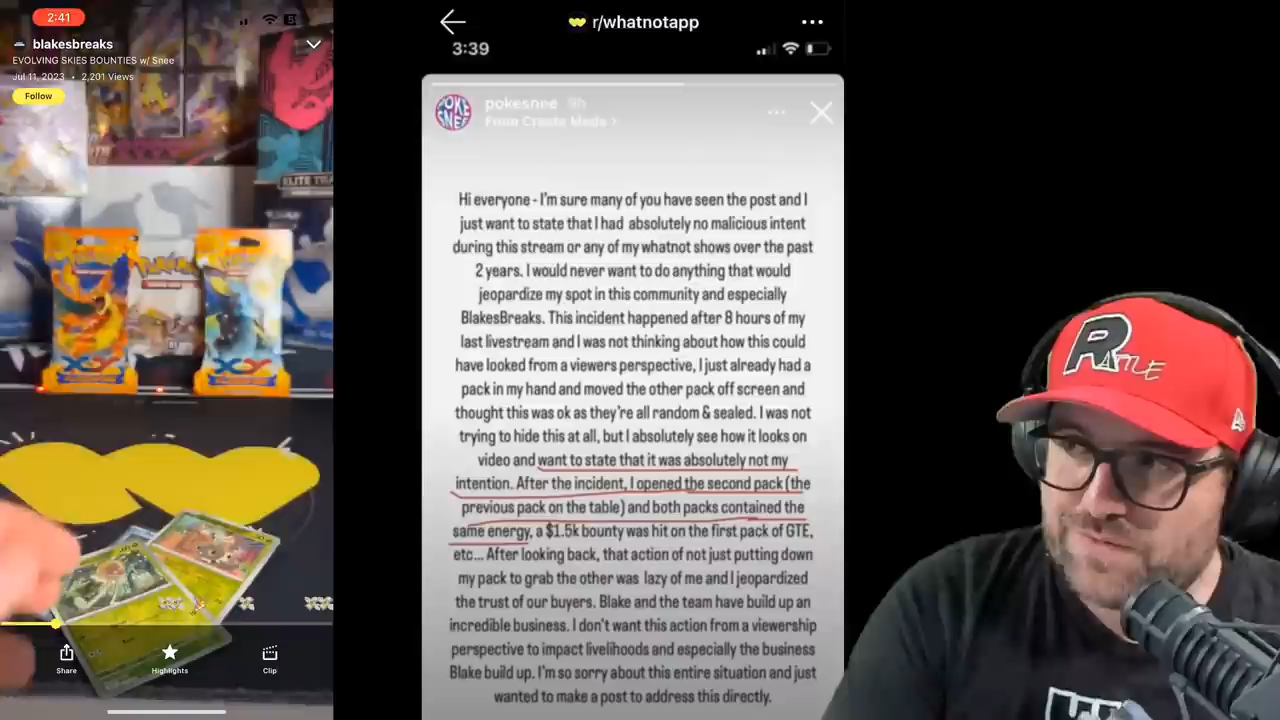 2:41
blakesbreaks
EVOLVING SKIES BOUNTIES w/ Snee
Jul 11, 2023 • 2,201 Views
Follow
ELITE TRA
XY
XY
Share
Highlights
Clip
r/whatnotapp
3:39
POKE SNEE
pokesnee 9h
From Create Mode >
Hi everyone - I'm sure many of you have seen the post and I
just want to state that I had absolutely no malicious intent
during this stream or any of my whatnot shows over the past
2 years. I would never want to do anything that would
jeopardize my spot in this community and especially
BlakesBreaks. This incident happened after 8 hours of my
last livestream and I was not thinking about how this could
have looked from a viewers perspective, I just already had a
pack in my hand and moved the other pack off screen and
thought this was ok as they're all random & sealed. I was not
trying to hide this at all, but I absolutely see how it looks on
video and want to state that it was absolutely not my
intention. After the incident, I opened the second pack (the
previous pack on the table) and both packs contained the
same energy, a $1.5k bounty was hit on the first pack of GTE,
etc... After looking back, that action of not just putting down
my pack to grab the other was lazy of me and I jeopardized
the trust of our buyers. Blake and the team have build up an
incredible business. I don't want this action from a viewership
perspective to impact livelihoods and especially the business
Blake build up. I'm so sorry about this entire situation and just
wanted to make a post to address this directly.
RATTLE